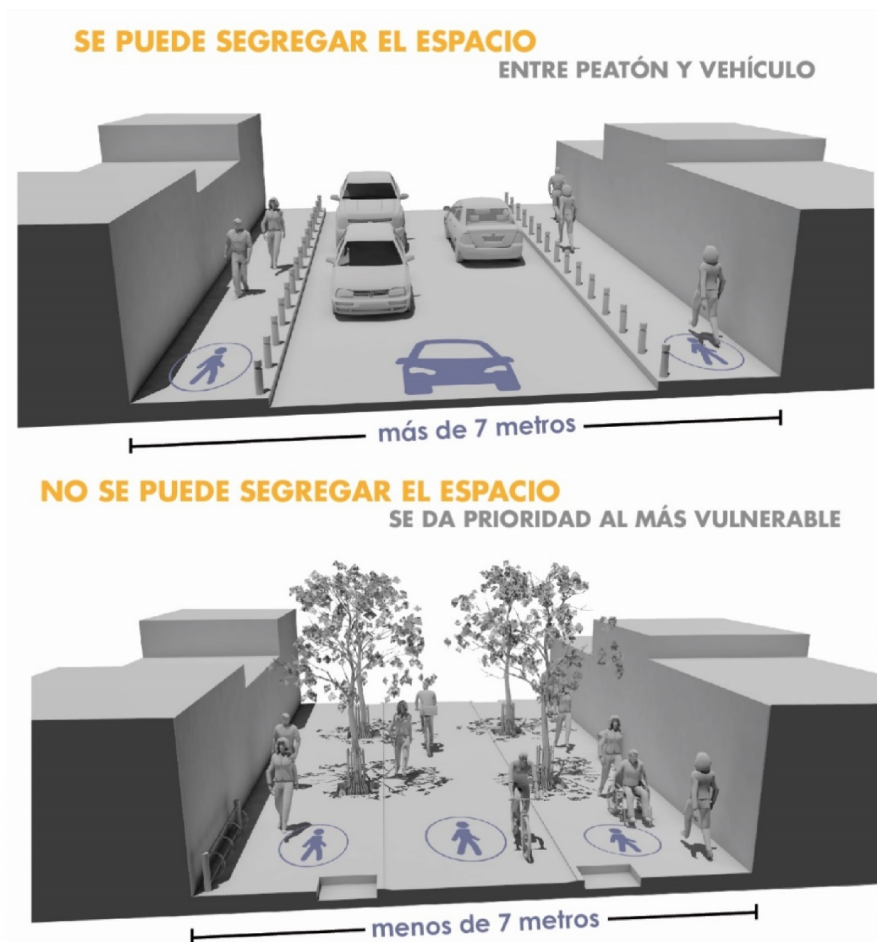 SE PUEDE SEGREGAR EL ESPACIO
ENTRE PEATÓN Y VEHÍCULO
más de 7 metros
NO SE PUEDE SEGREGAR EL ESPACIO
SE DA PRIORIDAD AL MÁS VULNERABLE
menos de 7 metros